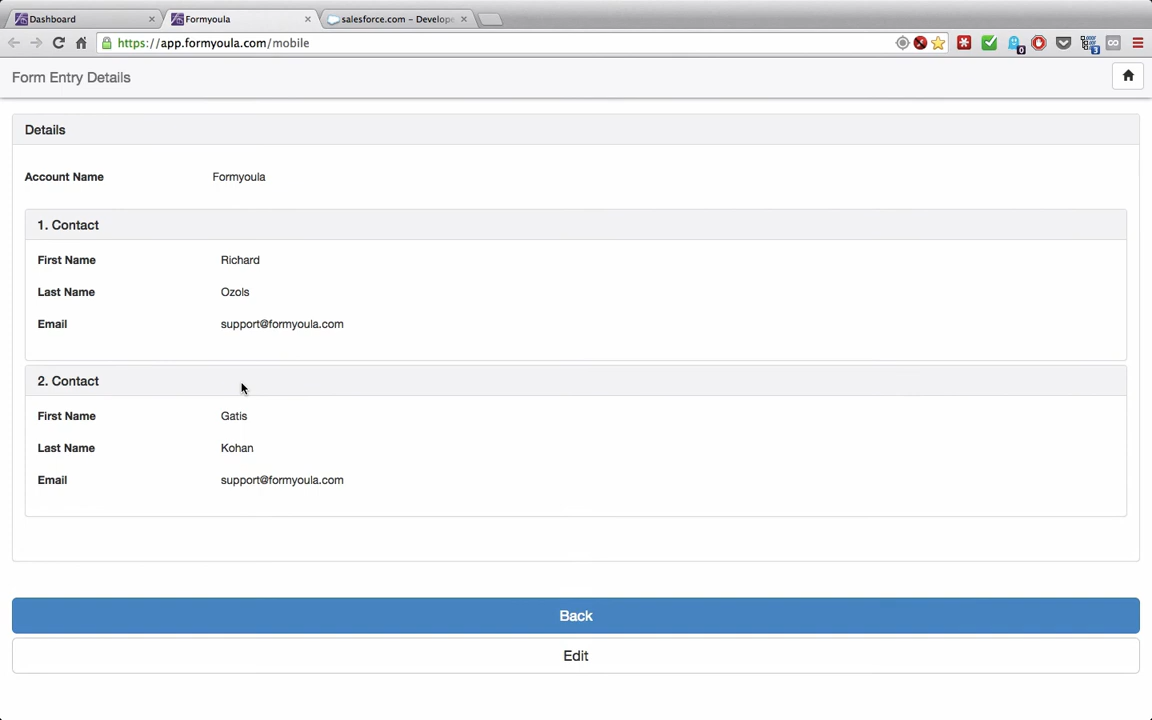 Dashboard
Formyoula
salesforce.com – Develope
https://app.formyoula.com/mobile
0
3
Form Entry Details
Details
Account Name Formyoula
1. Contact
First Name Richard
Last Name Ozols
Email support@formyoula.com
2. Contact
First Name Gatis
Last Name Kohan
Email support@formyoula.com
Back
Edit